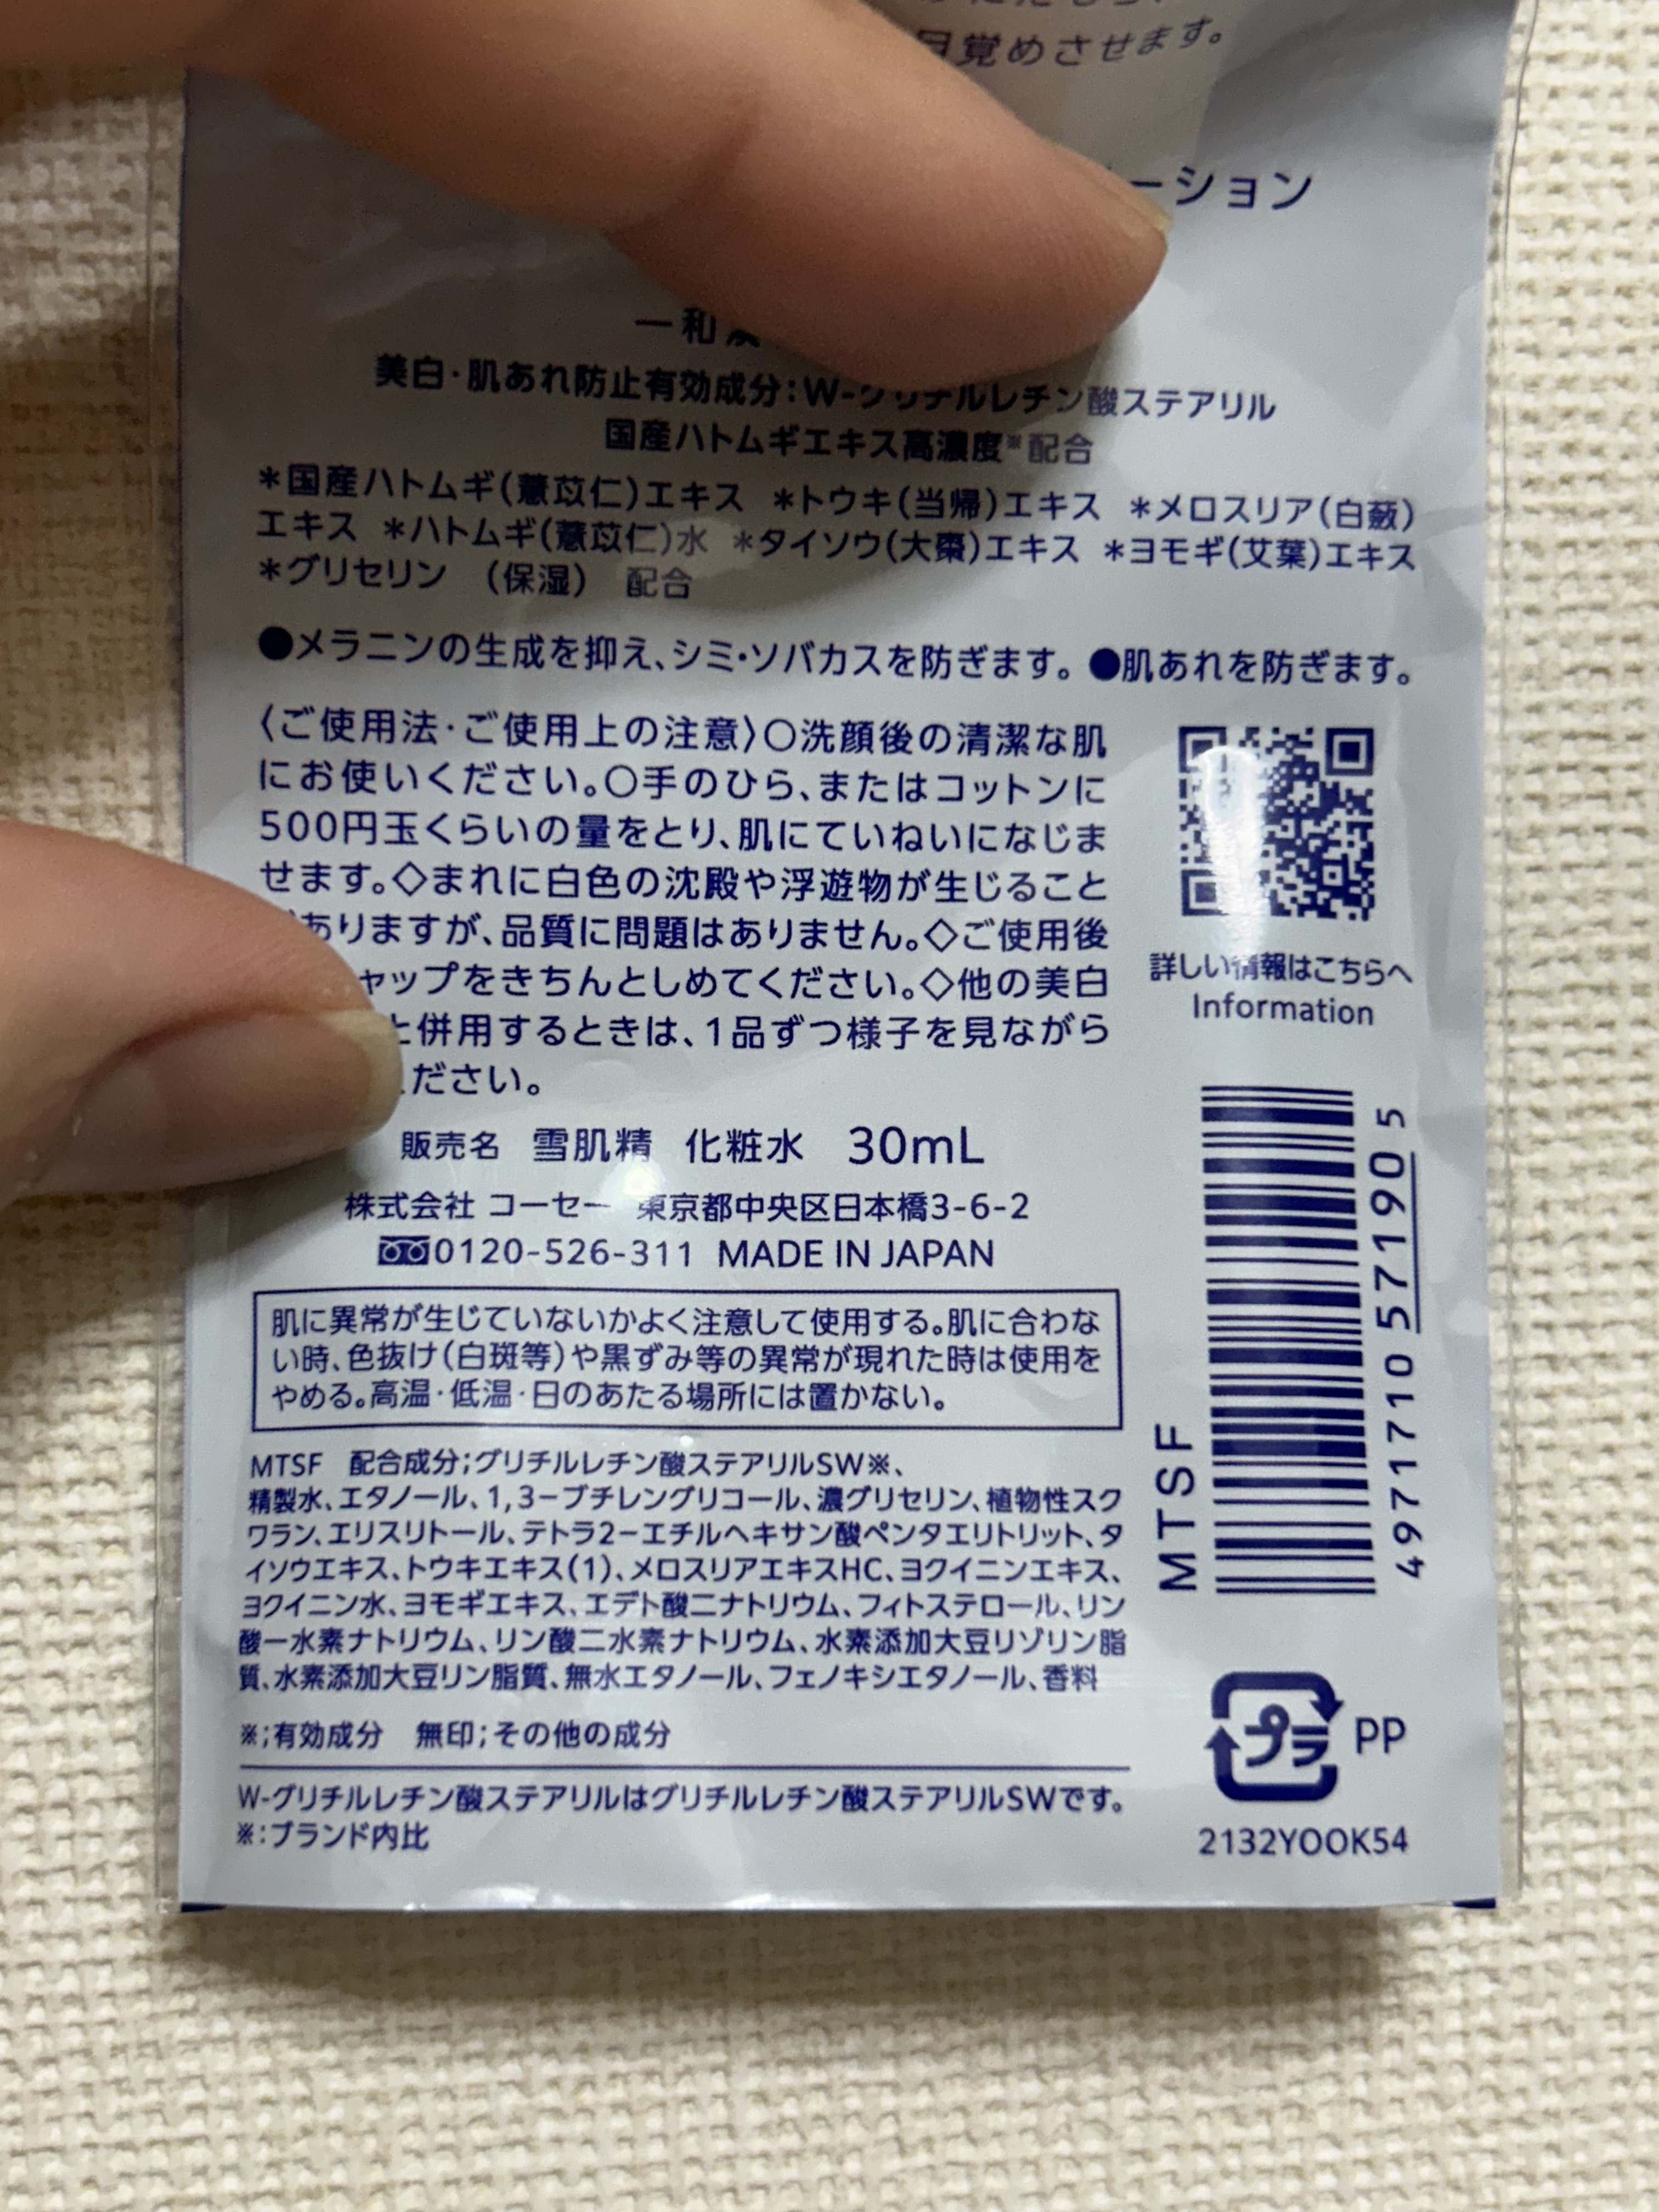 覚めさせます。
ーション
一和
美白・肌あれ防止有効成分：W-グリチルレチン酸ステアリル
国産ハトムギエキス高濃度※配合
＊国産ハトムギ(薏苡仁)エキス ＊トウキ(当帰)エキス ＊メロスリア(白蘞)
エキス ＊ハトムギ(薏苡仁)水 ＊タイソウ(大棗)エキス ＊ヨモギ(艾葉)エキス
＊グリセリン （保湿） 配合
●メラニンの生成を抑え、シミ・ソバカスを防ぎます。●肌あれを防ぎます。
〈ご使用法・ご使用上の注意〉○洗顔後の清潔な肌
にお使いください。○手のひら、またはコットンに
500円玉くらいの量をとり、肌にていねいになじま
せます。◇まれに白色の沈殿や浮遊物が生じること
ありますが、品質に問題はありません。◇ご使用後
ャップをきちんとしめてください。◇他の美白
と併用するときは、1品ずつ様子を見ながら
ださい。
詳しい情報はこちらへ
Information
販売名 雪肌精 化粧水 30mL
株式会社 コーセー 東京都中央区日本橋3-6-2
0120-526-311 MADE IN JAPAN
肌に異常が生じていないかよく注意して使用する。肌に合わな
い時、色抜け(白斑等)や黒ずみ等の異常が現れた時は使用を
やめる。高温・低温・日のあたる場所には置かない。
MTSF 配合成分；グリチルレチン酸ステアリルSW※、
精製水、エタノール、1,3－ブチレングリコール、濃グリセリン、植物性スク
ワラン、エリスリトール、テトラ2－エチルヘキサン酸ペンタエリトリット、タ
イソウエキス、トウキエキス(1)、メロスリアエキスHC、ヨクイニンエキス、
ヨクイニン水、ヨモギエキス、エデト酸二ナトリウム、フィトステロール、リン
酸一水素ナトリウム、リン酸二水素ナトリウム、水素添加大豆リゾリン脂
質、水素添加大豆リン脂質、無水エタノール、フェノキシエタノール、香料
※；有効成分 無印；その他の成分
W-グリチルレチン酸ステアリルはグリチルレチン酸ステアリルSWです。
※：ブランド内比
MTSF
4971710571905
プラ PP
2132YOOK54